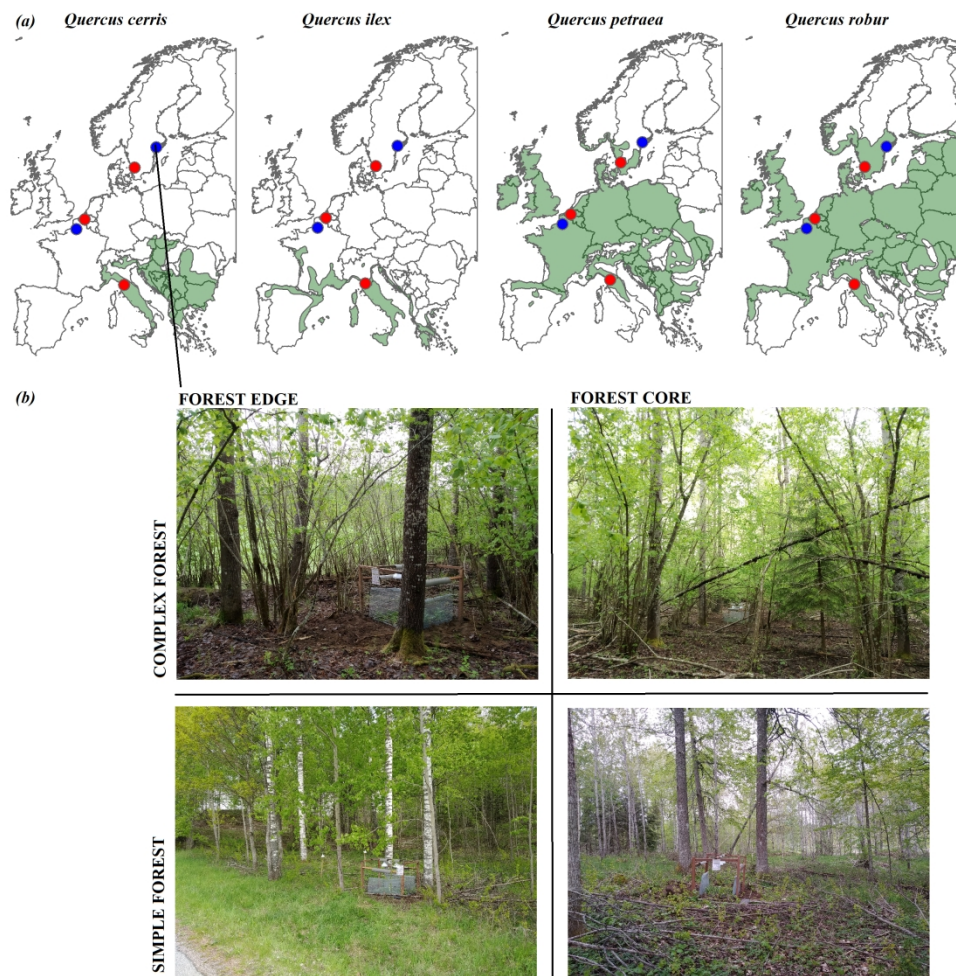 (a) Quercus cerris Quercus ilex Quercus petraea Quercus robur
(b)
FOREST EDGE FOREST CORE
COMPLEX FOREST
SIMPLE FOREST